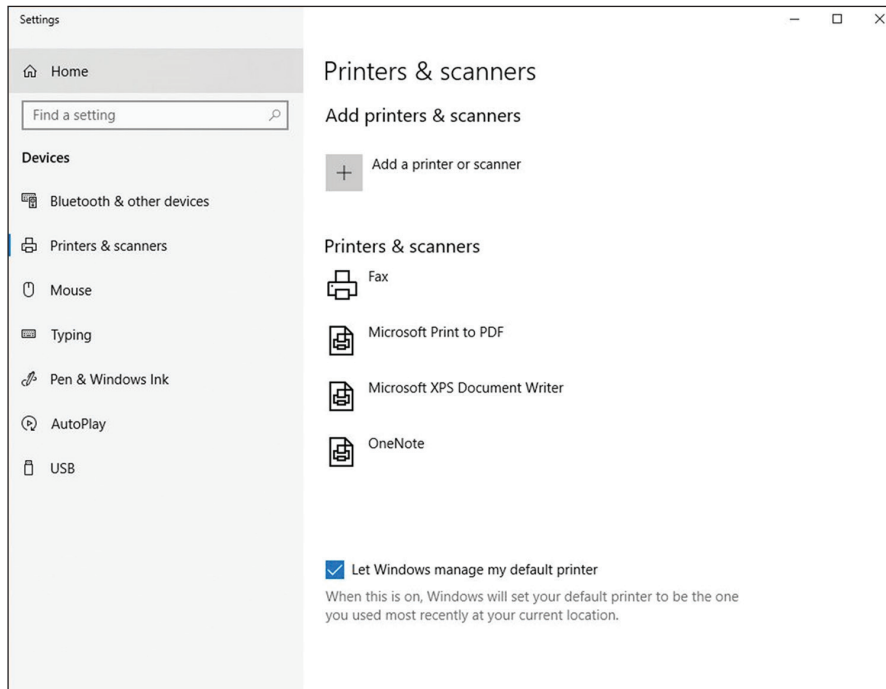 Settings
Home
Find a setting
Devices
Bluetooth & other devices
Printers & scanners
Mouse
Typing
Pen & Windows Ink
AutoPlay
USB
Printers & scanners
Add printers & scanners
Add a printer or scanner
Printers & scanners
Fax
Microsoft Print to PDF
Microsoft XPS Document Writer
OneNote
Let Windows manage my default printer
When this is on, Windows will set your default printer to be the one
you used most recently at your current location.